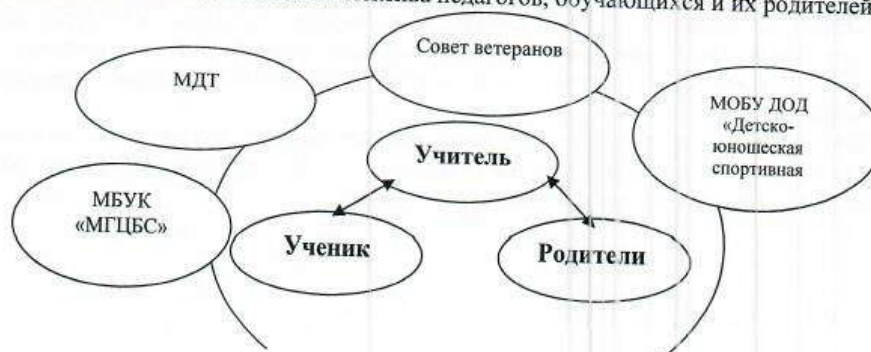 педагогов, обучающихся и их родителей
Совет ветеранов
МДТ
МОБУ ДОД
«Детско-
юношеская
спортивная
Учитель
МБУК
«МГЦБС»
Ученик
Родители